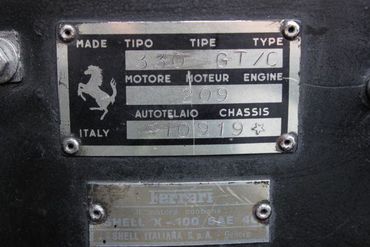 MADE TIPO TIPE TYPE
330 GT/C
MOTORE MOTEUR ENGINE
209
AUTOTELAIO CHASSIS
ITALY *10919*
Ferrari
SHELL X-100 SAE
SHELL ITALIANA S.p.A. - Genova